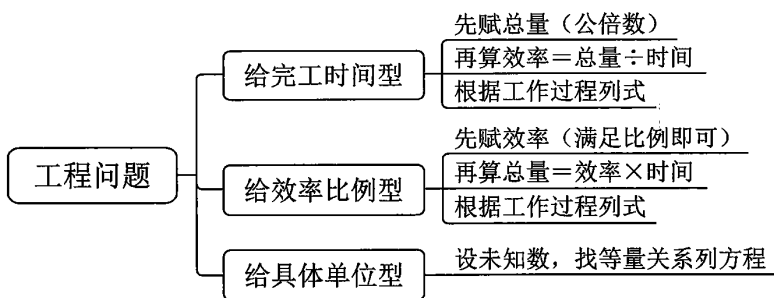 工程问题
给完工时间型
先赋总量（公倍数）
再算效率＝总量÷时间
根据工作过程列式
给效率比例型
先赋效率（满足比例即可）
再算总量＝效率×时间
根据工作过程列式
给具体单位型
设未知数，找等量关系列方程